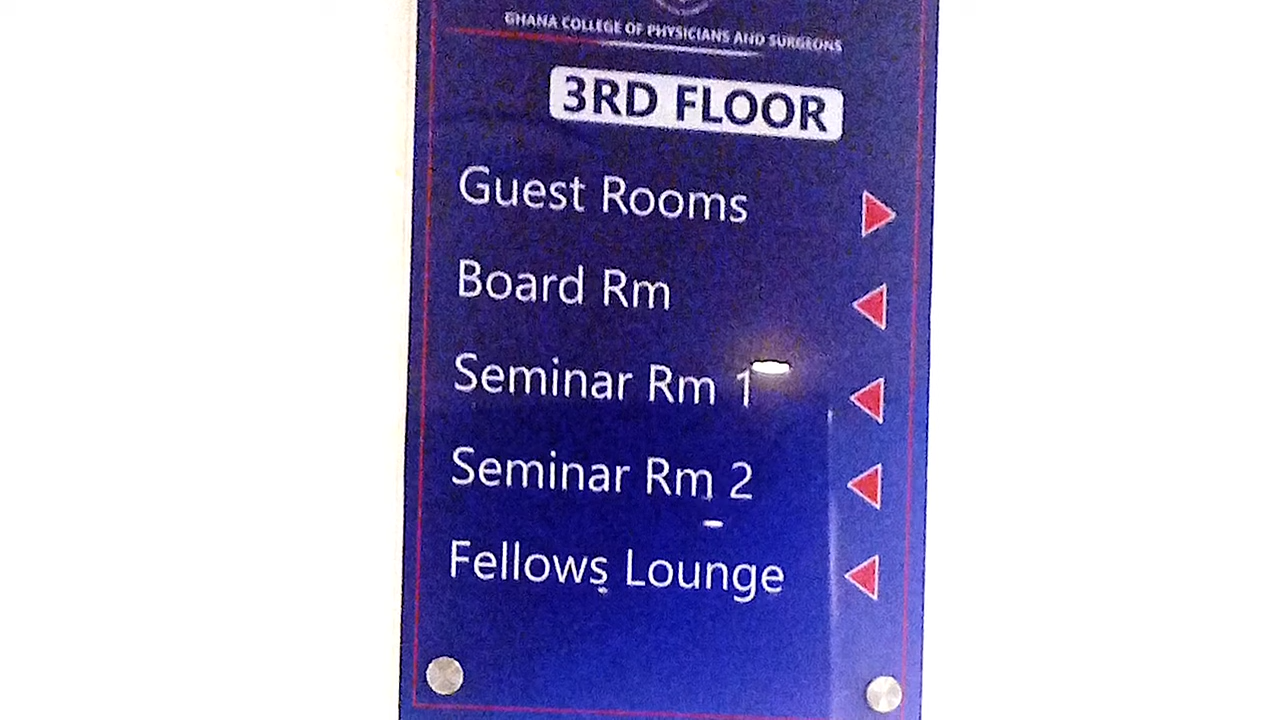 GHANA COLLEGE OF PHYSICIANS AND SURGEONS
3RD FLOOR
Guest Rooms
Board Rm
Seminar Rm 1
Seminar Rm 2
Fellows Lounge